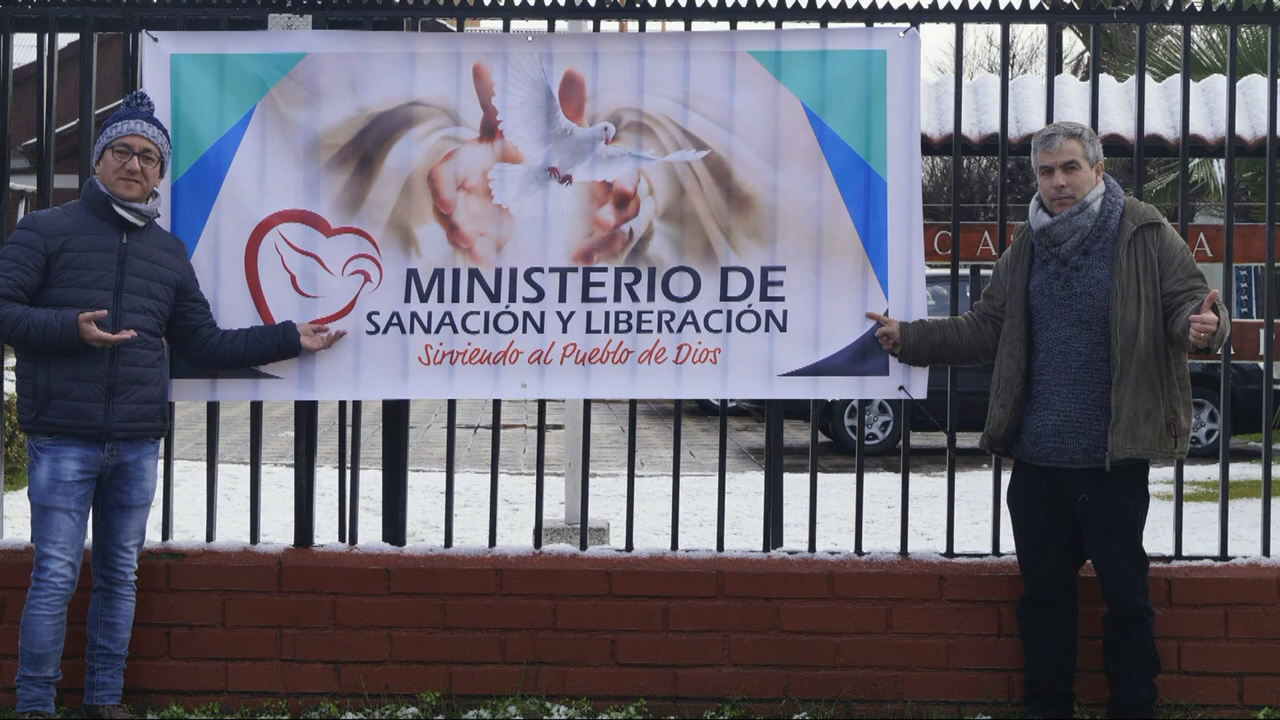 MINISTERIO DE
SANACIÓN Y LIBERACIÓN
Sirviendo al Pueblo de Dios